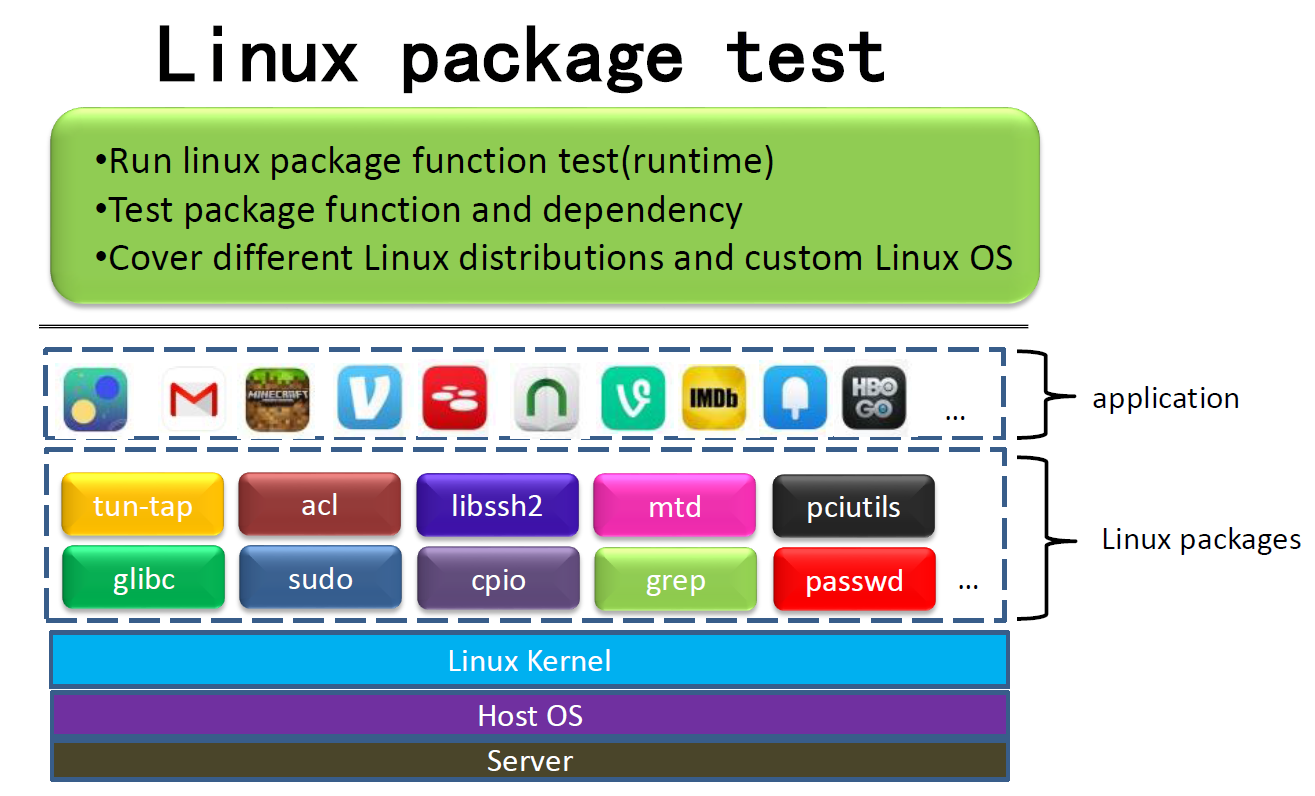 Linux package test
•Run linux package function test(runtime)
•Test package function and dependency
•Cover different Linux distributions and custom Linux OS
MINECRAFT
IMDb
HBO
GO
...
application
tun-tap
acl
libssh2
mtd
pciutils
glibc
sudo
cpio
grep
passwd
...
Linux packages
Linux Kernel
Host OS
Server